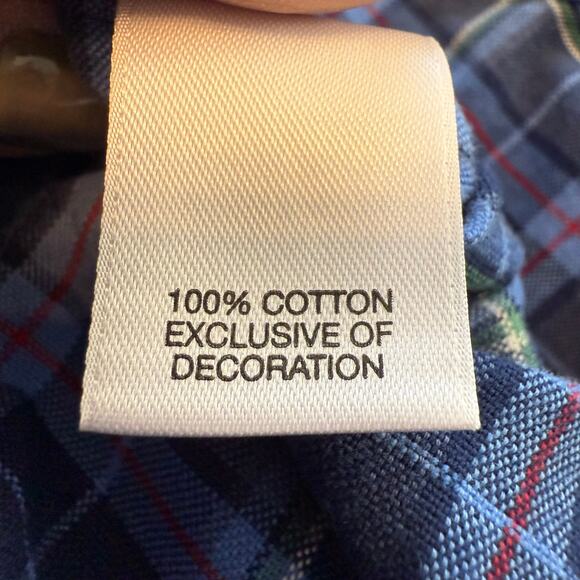 100% COTTON
EXCLUSIVE OF
DECORATION